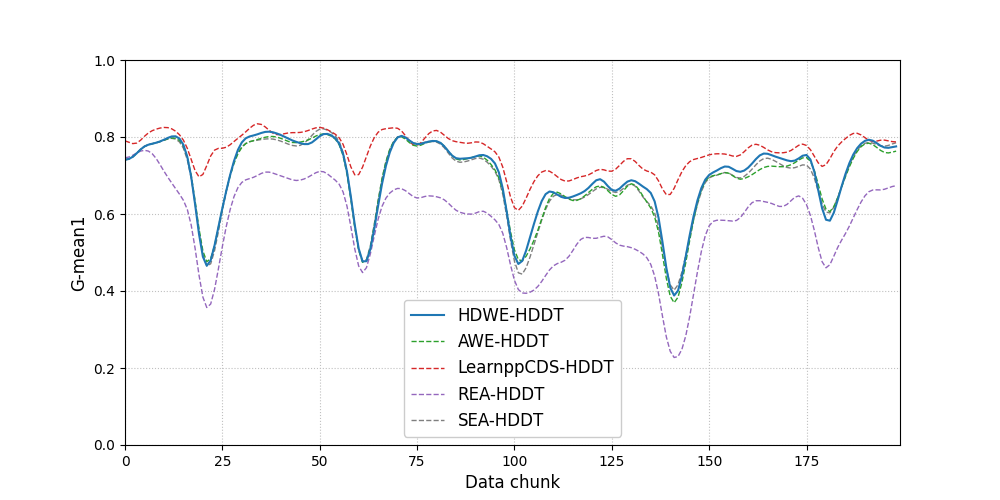 1.0
0.8
0.6
0.4
0.2
0.0
G-mean1
HDWE-HDDT
AWE-HDDT
LearnppCDS-HDDT
REA-HDDT
SEA-HDDT
0 25 50 75 100 125 150 175
Data chunk